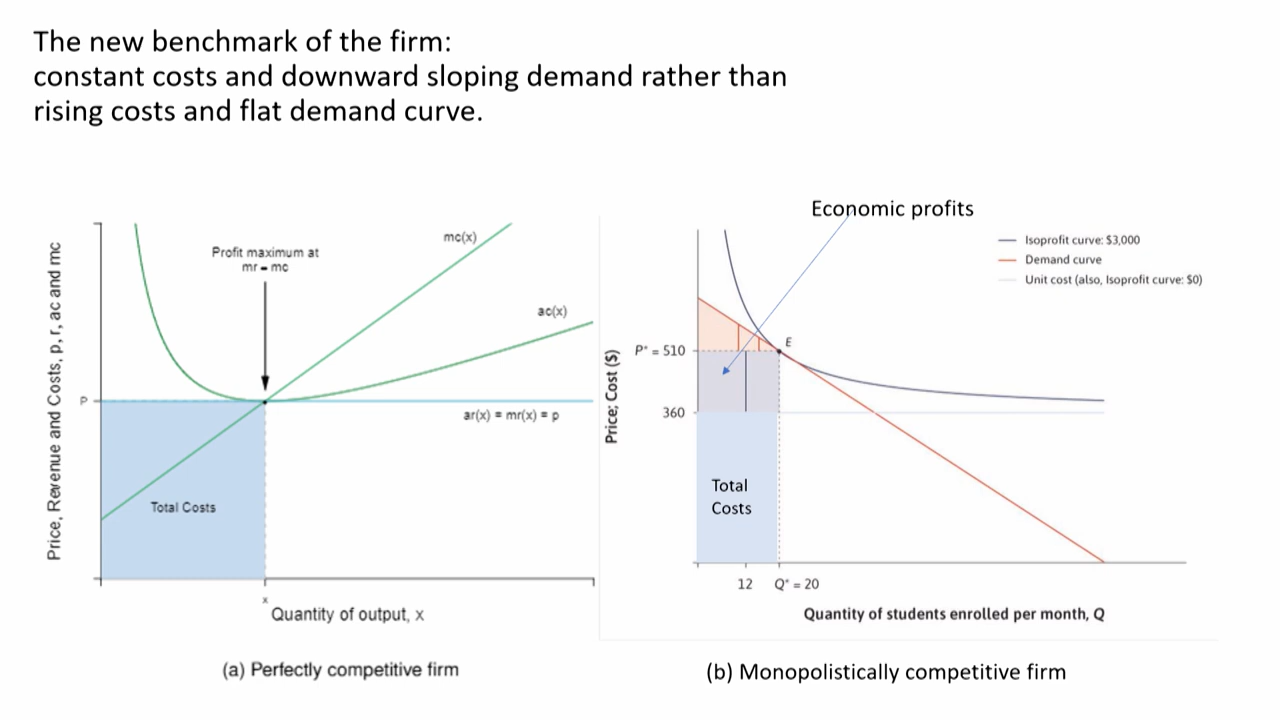 The new benchmark of the firm:
constant costs and downward sloping demand rather than
rising costs and flat demand curve.
Price, Revenue and Costs, p, r, ac and mc
Profit maximum at
mr = mc
mc(x)
ac(x)
P
ar(x) = mr(x) = p
Total Costs
x
Quantity of output, x
(a) Perfectly competitive firm
Economic profits
Isoprofit curve: $3,000
Demand curve
Unit cost (also, Isoprofit curve: $0)
Price; Cost ($)
P* = 510
E
360
Total
Costs
12
Q* = 20
Quantity of students enrolled per month, Q
(b) Monopolistically competitive firm